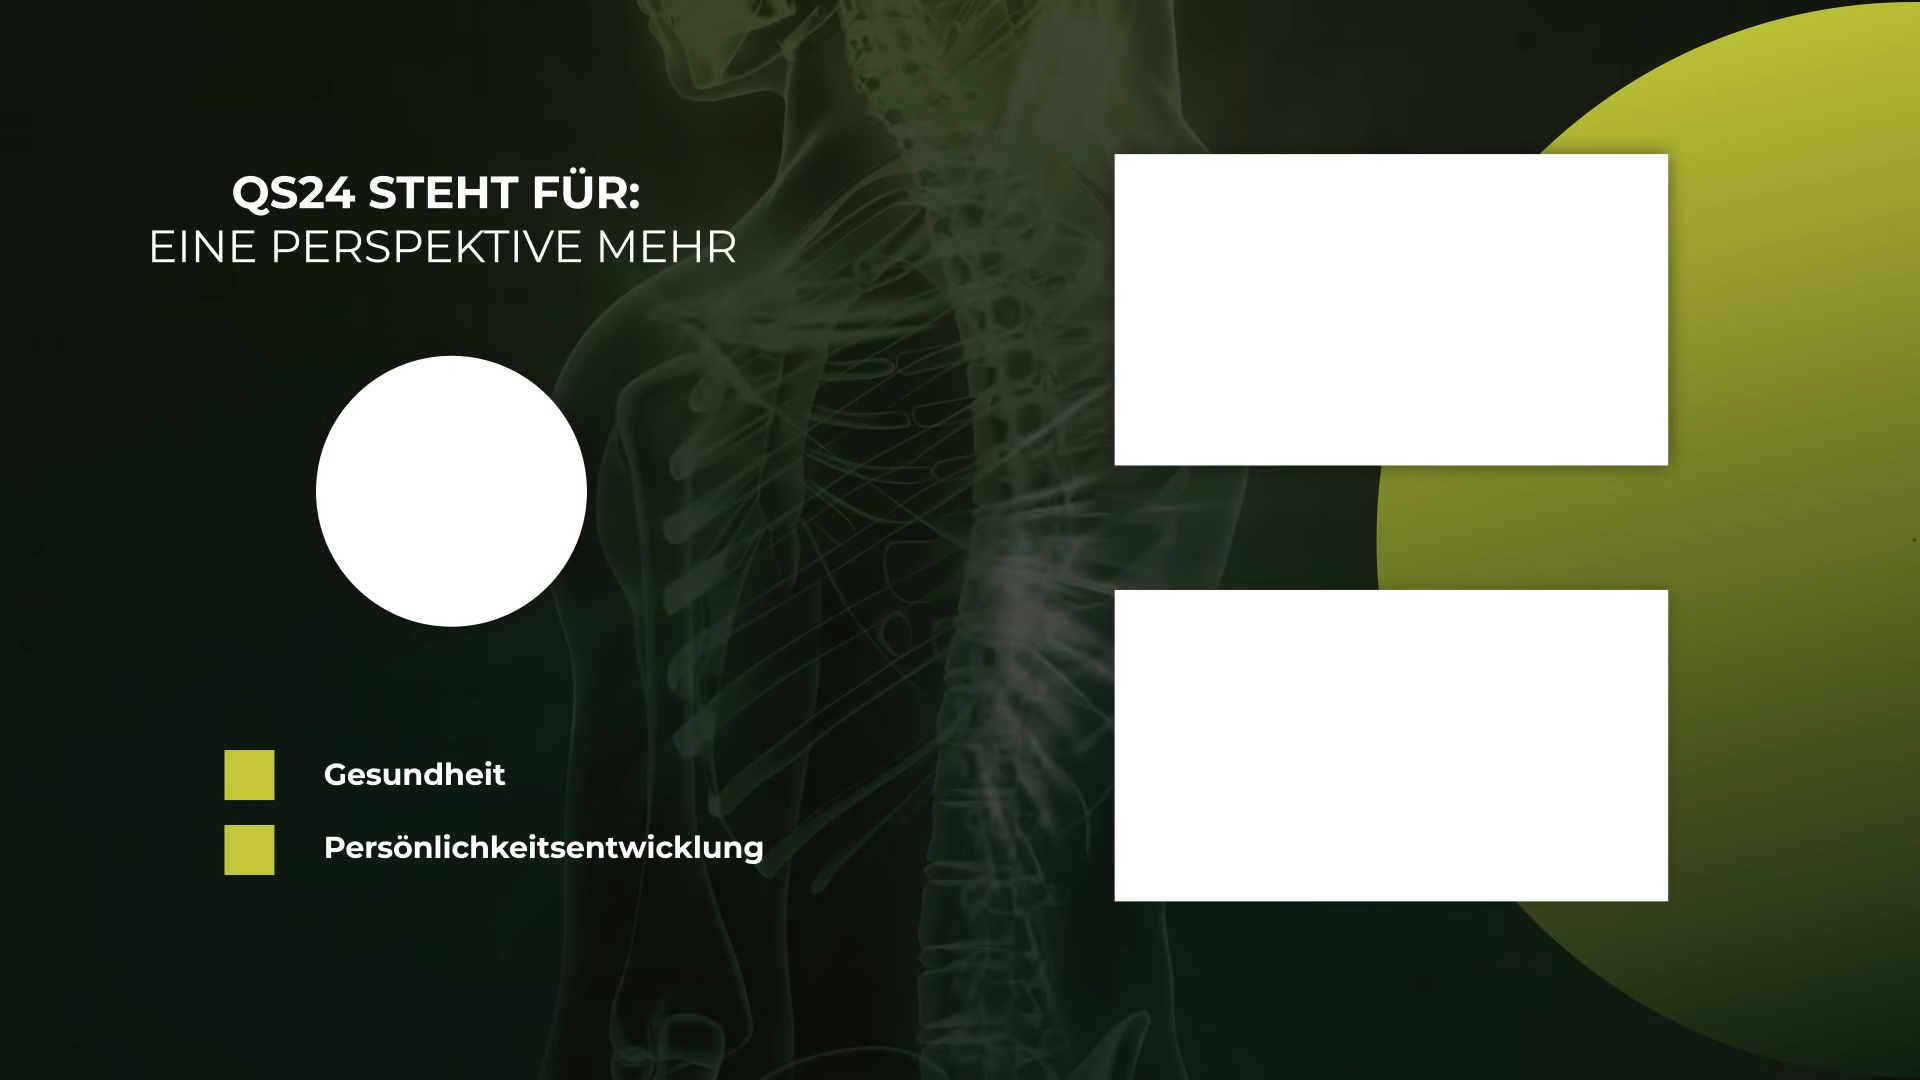 QS24 STEHT FÜR:
EINE PERSPEKTIVE MEHR
Gesundheit
Persönlichkeitsentwicklung